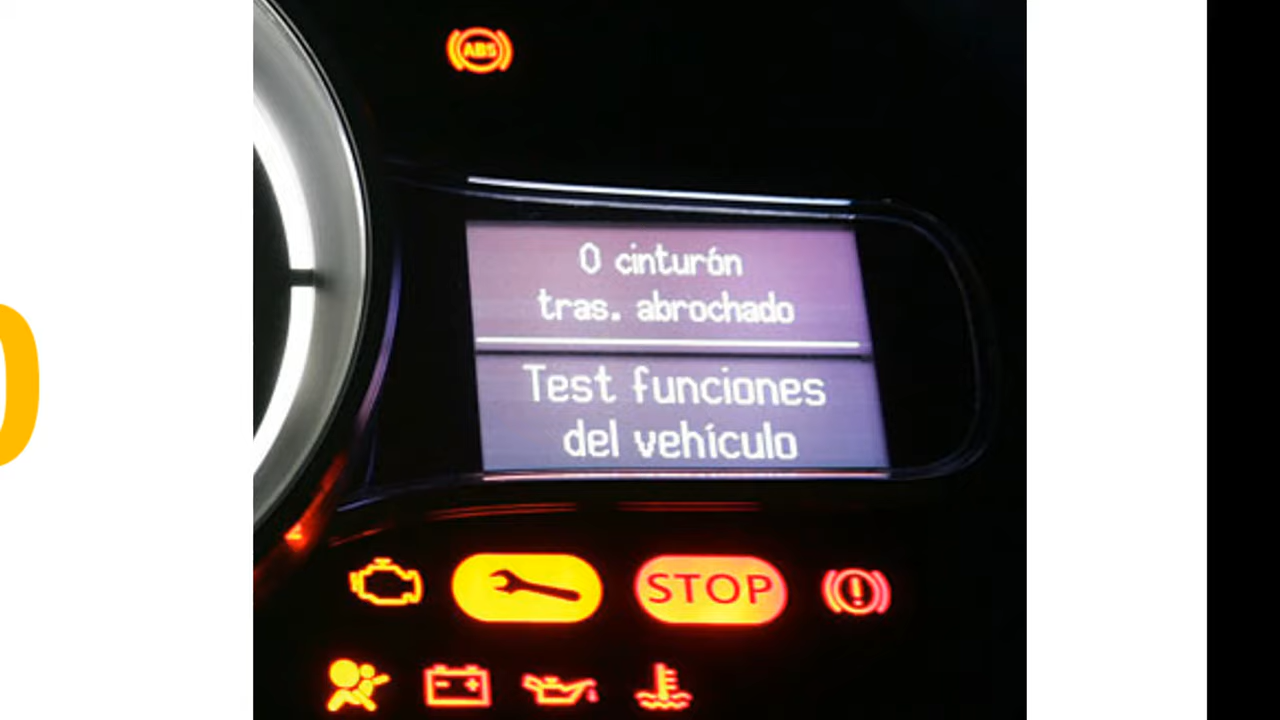 ABS
0 cinturón
tras. abrochado
Test funciones
del vehículo
STOP